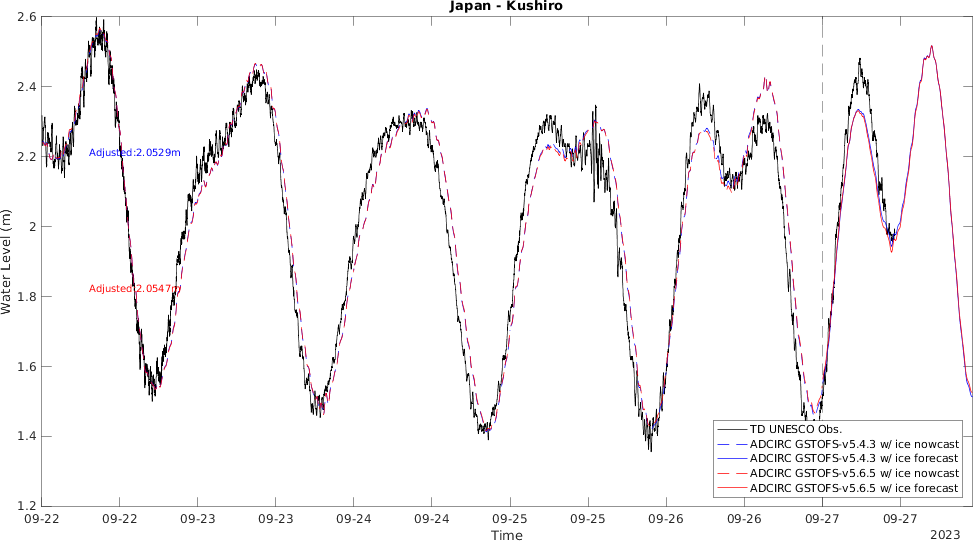 Japan - Kushiro
Water Level (m)
2.6
2.4
2.2
2
1.8
1.6
1.4
1.2
Adjusted:2.0529m
Adjusted:2.0547m
TD UNESCO Obs.
ADCIRC GSTOFS-v5.4.3 w/ ice nowcast
ADCIRC GSTOFS-v5.4.3 w/ ice forecast
ADCIRC GSTOFS-v5.6.5 w/ ice nowcast
ADCIRC GSTOFS-v5.6.5 w/ ice forecast
09-22 09-22 09-23 09-23 09-24 09-24 09-25 09-25 09-26 09-26 09-27 09-27
Time
2023